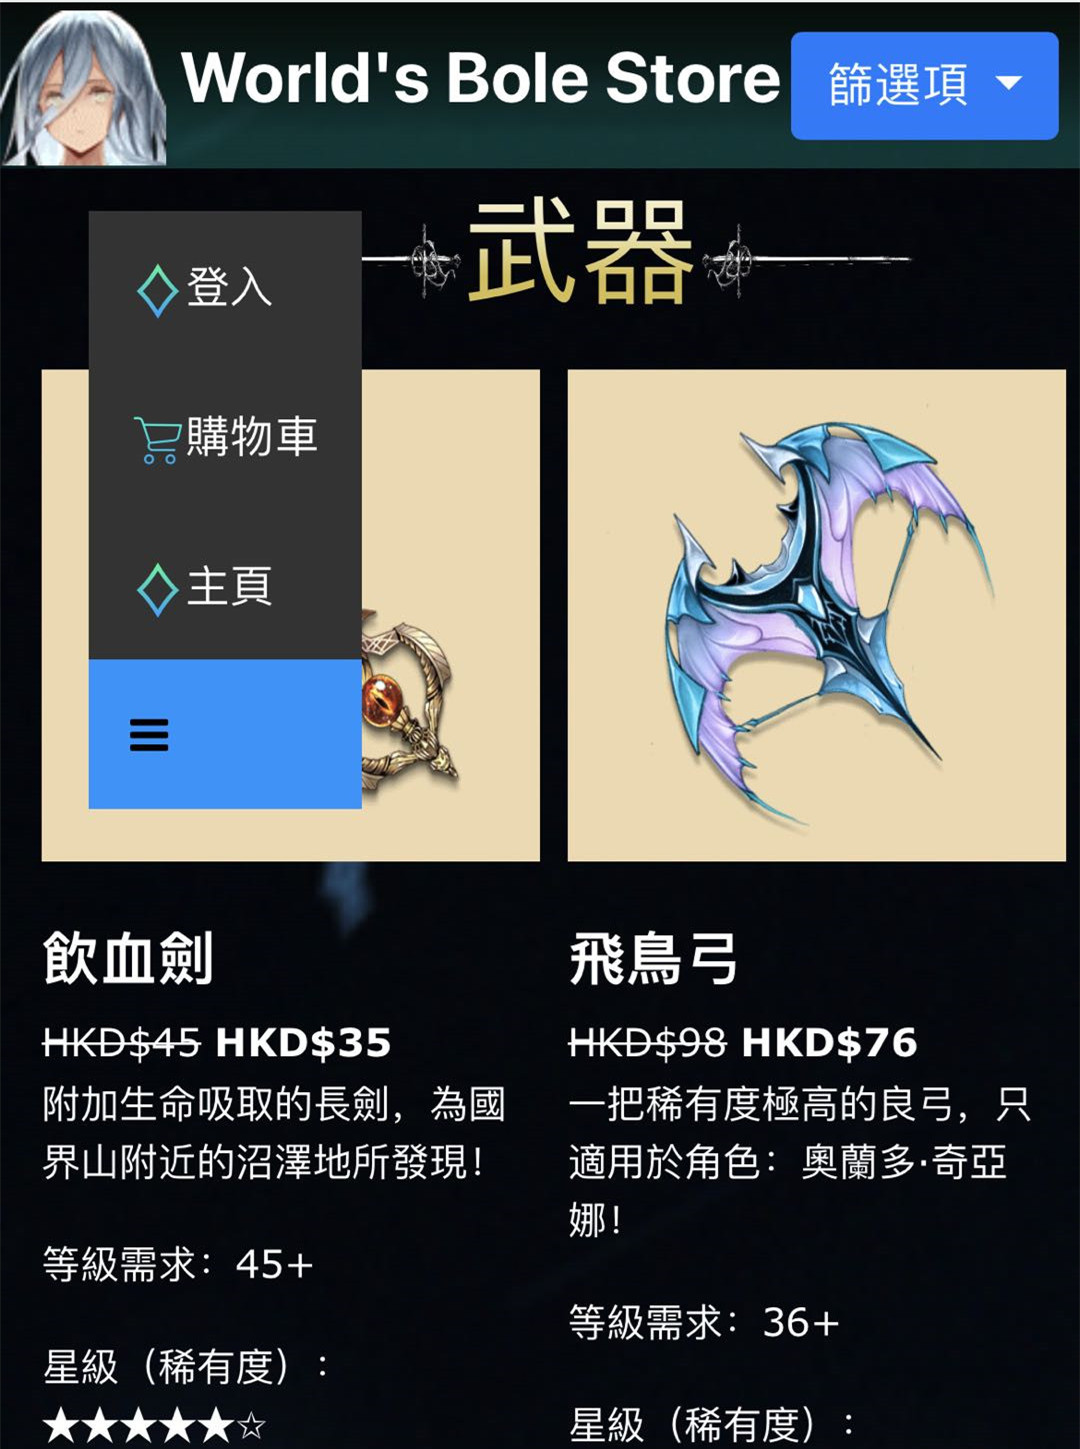 World's Bole Store
篩選項
武器
登入
購物車
主頁
飲血劍
HKD$45 HKD$35
附加生命吸取的長劍，為國
界山附近的沼澤地所發現！
等級需求：45+
星級（稀有度）：
★★★★★☆
飛鳥弓
HKD$98 HKD$76
一把稀有度極高的良弓，只
適用於角色：奧蘭多·奇亞
娜！
等級需求：36+
星級（稀有度）：